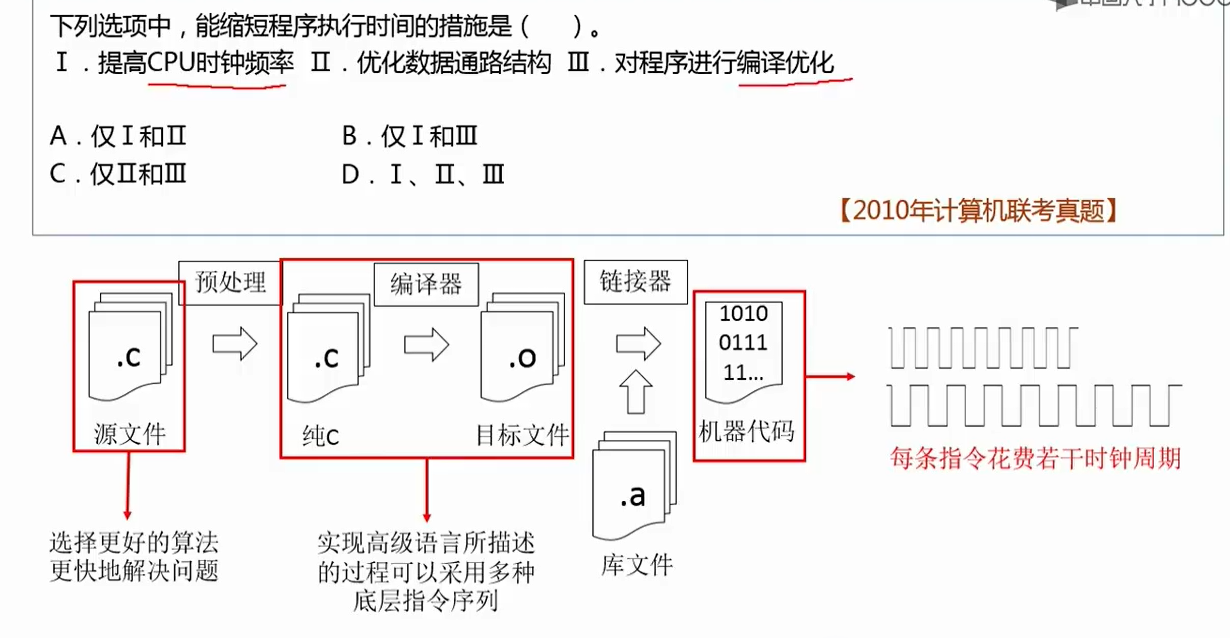 下列选项中，能缩短程序执行时间的措施是（　　）。
Ⅰ．提高CPU时钟频率 Ⅱ．优化数据通路结构 Ⅲ．对程序进行编译优化
A．仅Ⅰ和Ⅱ B．仅Ⅰ和Ⅲ
C．仅Ⅱ和Ⅲ D．Ⅰ、Ⅱ、Ⅲ
【2010年计算机联考真题】
预处理 编译器 链接器
.c .c .o
1010
0111
11...
源文件 纯C 目标文件 机器代码
每条指令花费若干时钟周期
.a
库文件
选择更好的算法
更快地解决问题
实现高级语言所描述
的过程可以采用多种
底层指令序列